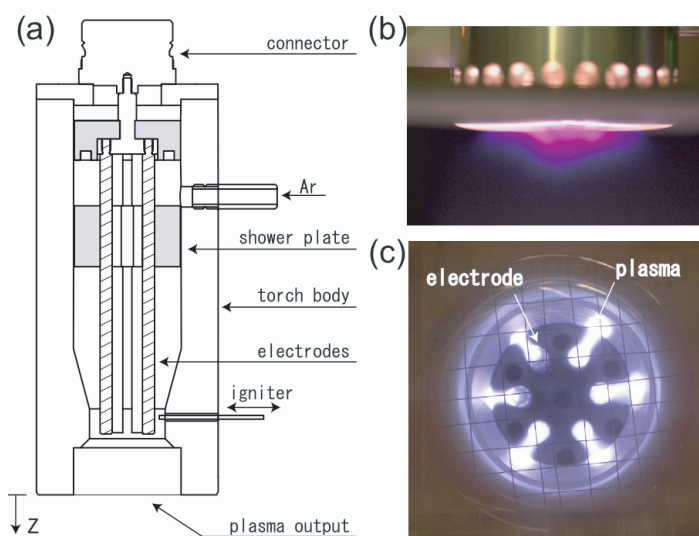 (a)
connector
Ar
shower plate
torch body
electrodes
igniter
Z
plasma output
(b)
(c)
electrode
plasma